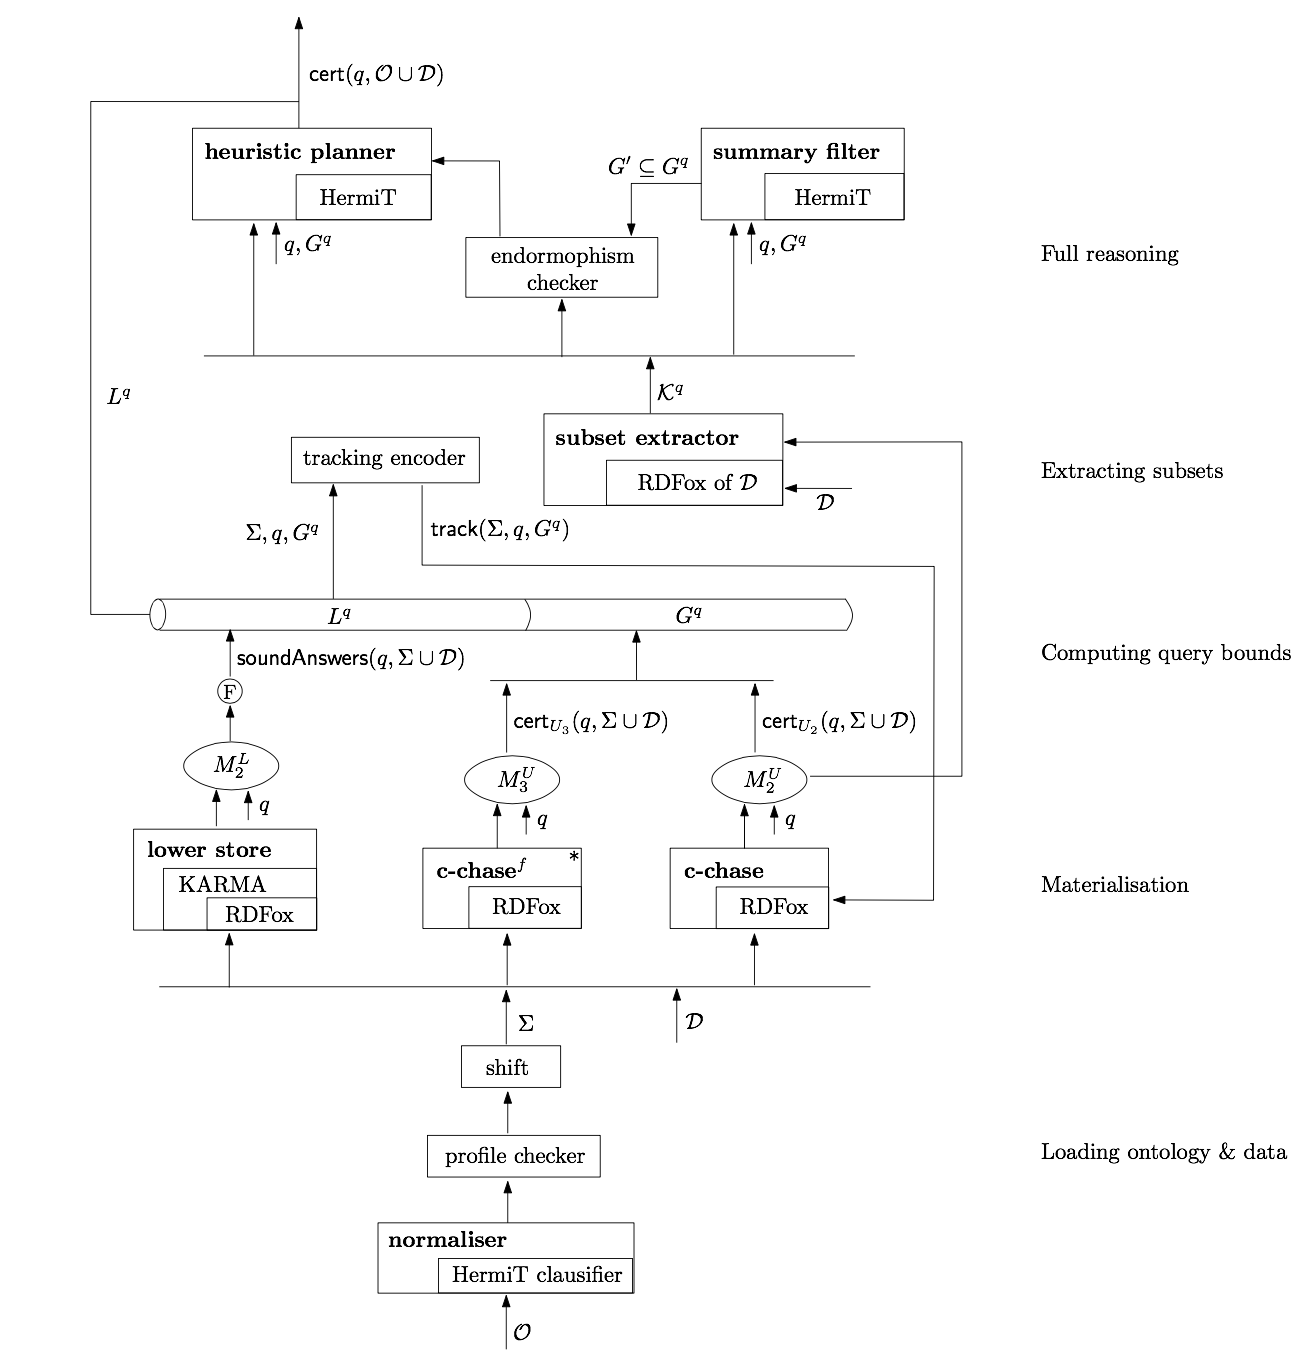 cert(q, 𝒪 ∪ 𝒟)
heuristic planner
HermiT
summary filter
HermiT
G′ ⊆ G^q
q, G^q
q, G^q
endormophism
checker
Full reasoning
L^q
𝒦^q
subset extractor
RDFox of 𝒟
𝒟
tracking encoder
Extracting subsets
Σ, q, G^q
track(Σ, q, G^q)
L^q
G^q
soundAnswers(q, Σ ∪ 𝒟)
Computing query bounds
F
cert_{U_3}(q, Σ ∪ 𝒟)
cert_{U_2}(q, Σ ∪ 𝒟)
M_2^L
M_3^U
M_2^U
q
q
q
lower store
KARMA
RDFox
c-chase^f *
RDFox
c-chase
RDFox
Materialisation
Σ
𝒟
shift
profile checker
Loading ontology & data
normaliser
HermiT clausifier
𝒪